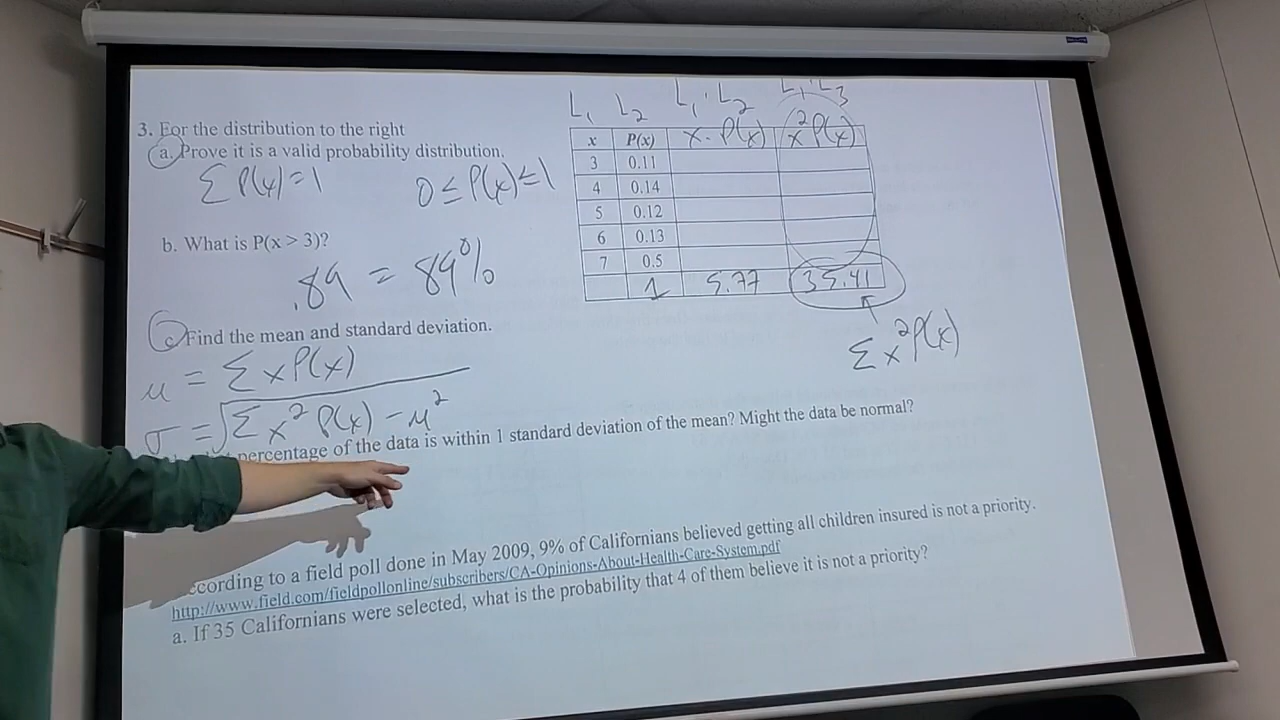 L₁ L₂ L₁·L₂ L₁·L₃
3. For the distribution to the right
a. Prove it is a valid probability distribution.
Σ P(x)=1 0 ≤ P(x) ≤ 1
x P(x) x·P(x) x²P(x)
3 0.11
4 0.14
5 0.12
6 0.13
7 0.5
1 5.77 35.41
Σ x²P(x)
b. What is P(x > 3)?
.89 = 89%
c. Find the mean and standard deviation.
μ = Σ x P(x)
σ = √Σ x² P(x) - μ²
percentage of the data is within 1 standard deviation of the mean? Might the data be normal?
ccording to a field poll done in May 2009, 9% of Californians believed getting all children insured is not a priority.
http://www.field.com/fieldpollonline/subscribers/CA-Opinions-About-Health-Care-System.pdf
a. If 35 Californians were selected, what is the probability that 4 of them believe it is not a priority?